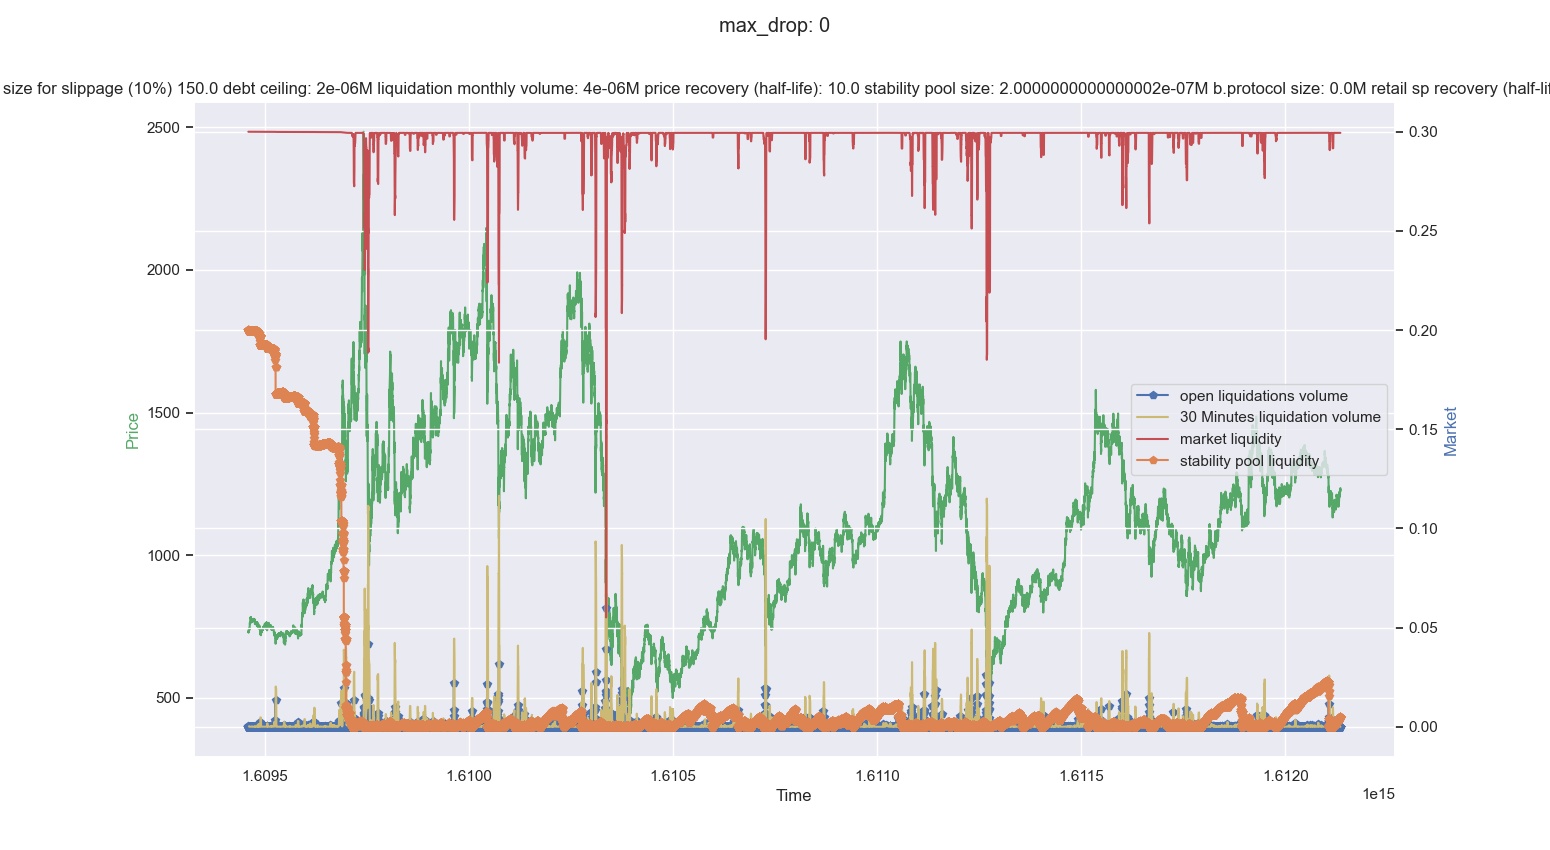 max_drop: 0
size for slippage (10%) 150.0 debt ceiling: 2e-06M liquidation monthly volume: 4e-06M price recovery (half-life): 10.0 stability pool size: 2.0000000000000002e-07M b.protocol size: 0.0M retail sp recovery
2500
2000
1500
1000
500
Price
0.30
0.25
0.20
0.15
0.10
0.05
0.00
Market
open liquidations volume
30 Minutes liquidation volume
market liquidity
stability pool liquidity
1.6095
1.6100
1.6105
1.6110
1.6115
1.6120
Time
1e15